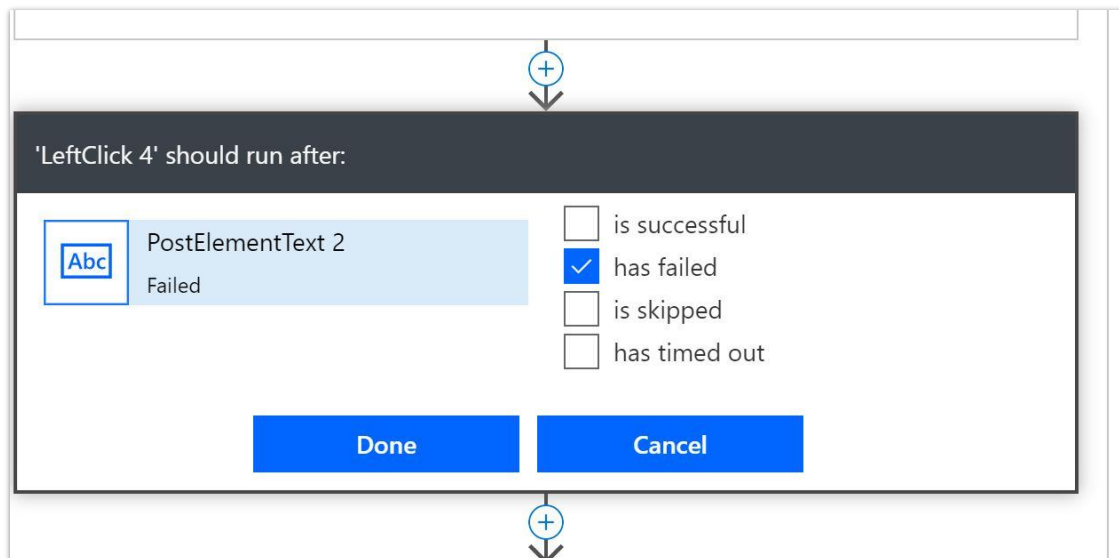 'LeftClick 4' should run after:
Abc
PostElementText 2
Failed
is successful
has failed
is skipped
has timed out
Done
Cancel